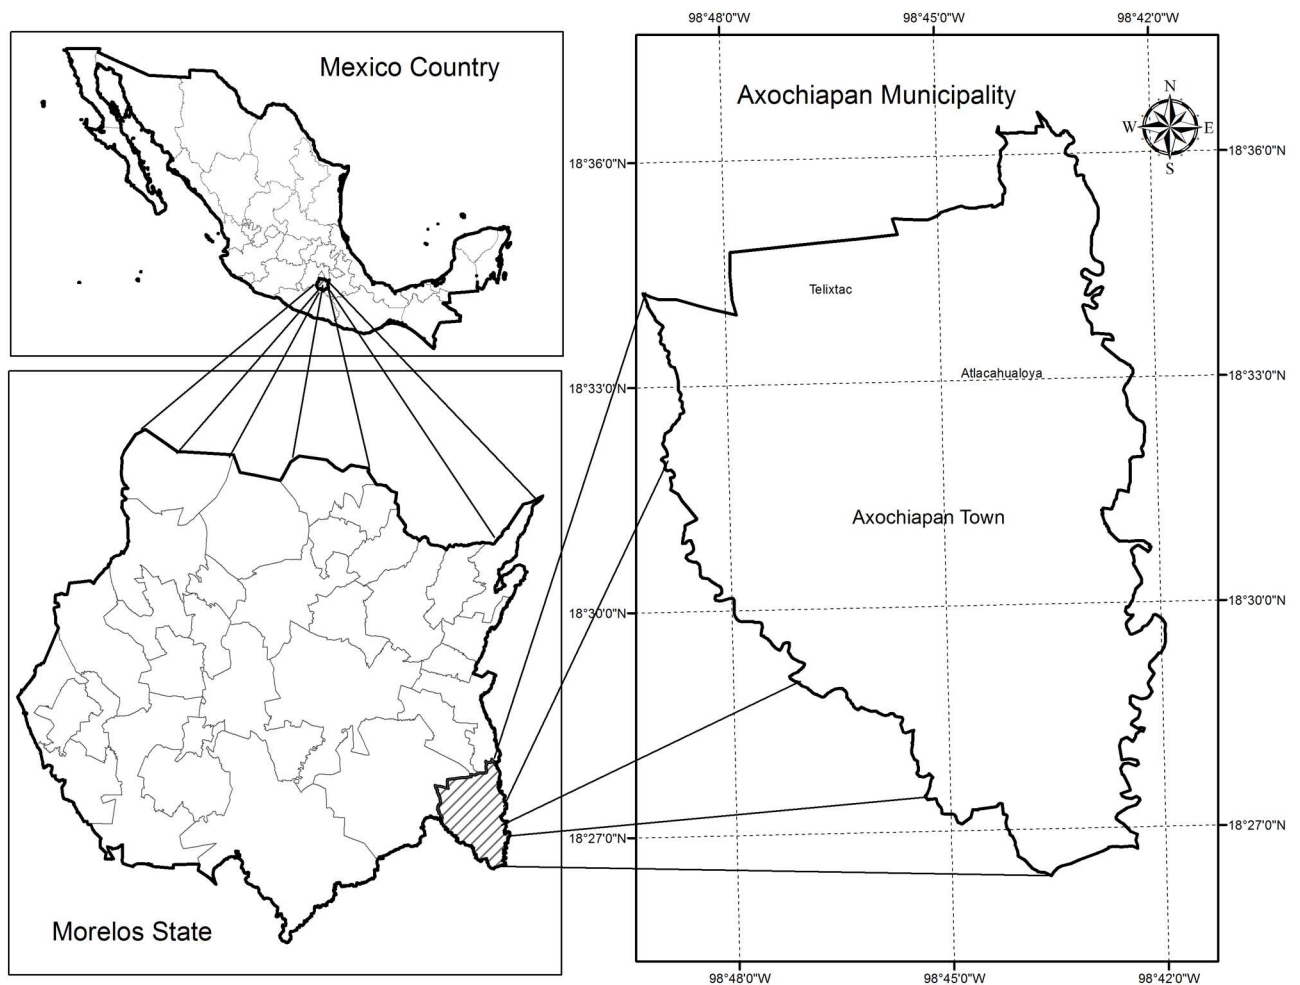 Mexico Country
Morelos State
98°48'0"W 98°45'0"W 98°42'0"W
Axochiapan Municipality
N
W E
S
18°36'0"N 18°36'0"N
Telixtac
Atlacahualoya
18°33'0"N 18°33'0"N
Axochiapan Town
18°30'0"N 18°30'0"N
18°27'0"N 18°27'0"N
98°48'0"W 98°45'0"W 98°42'0"W